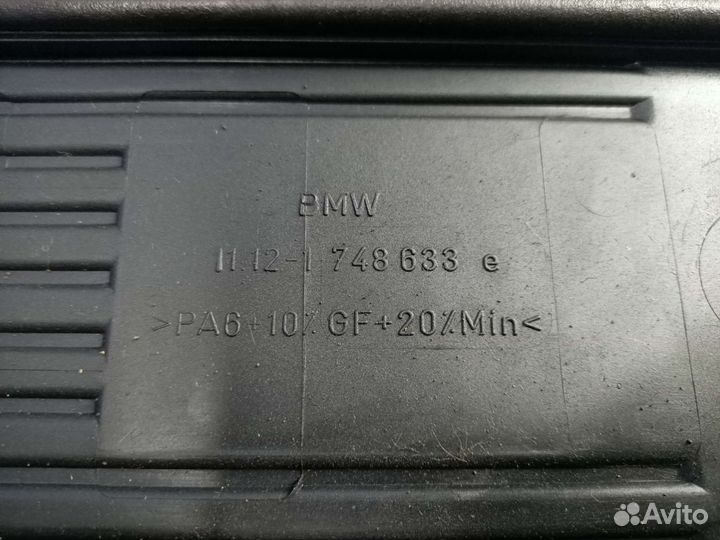 BMW
11.12-1 748 633 e
>PA6+10% GF+20%Min<
Avito